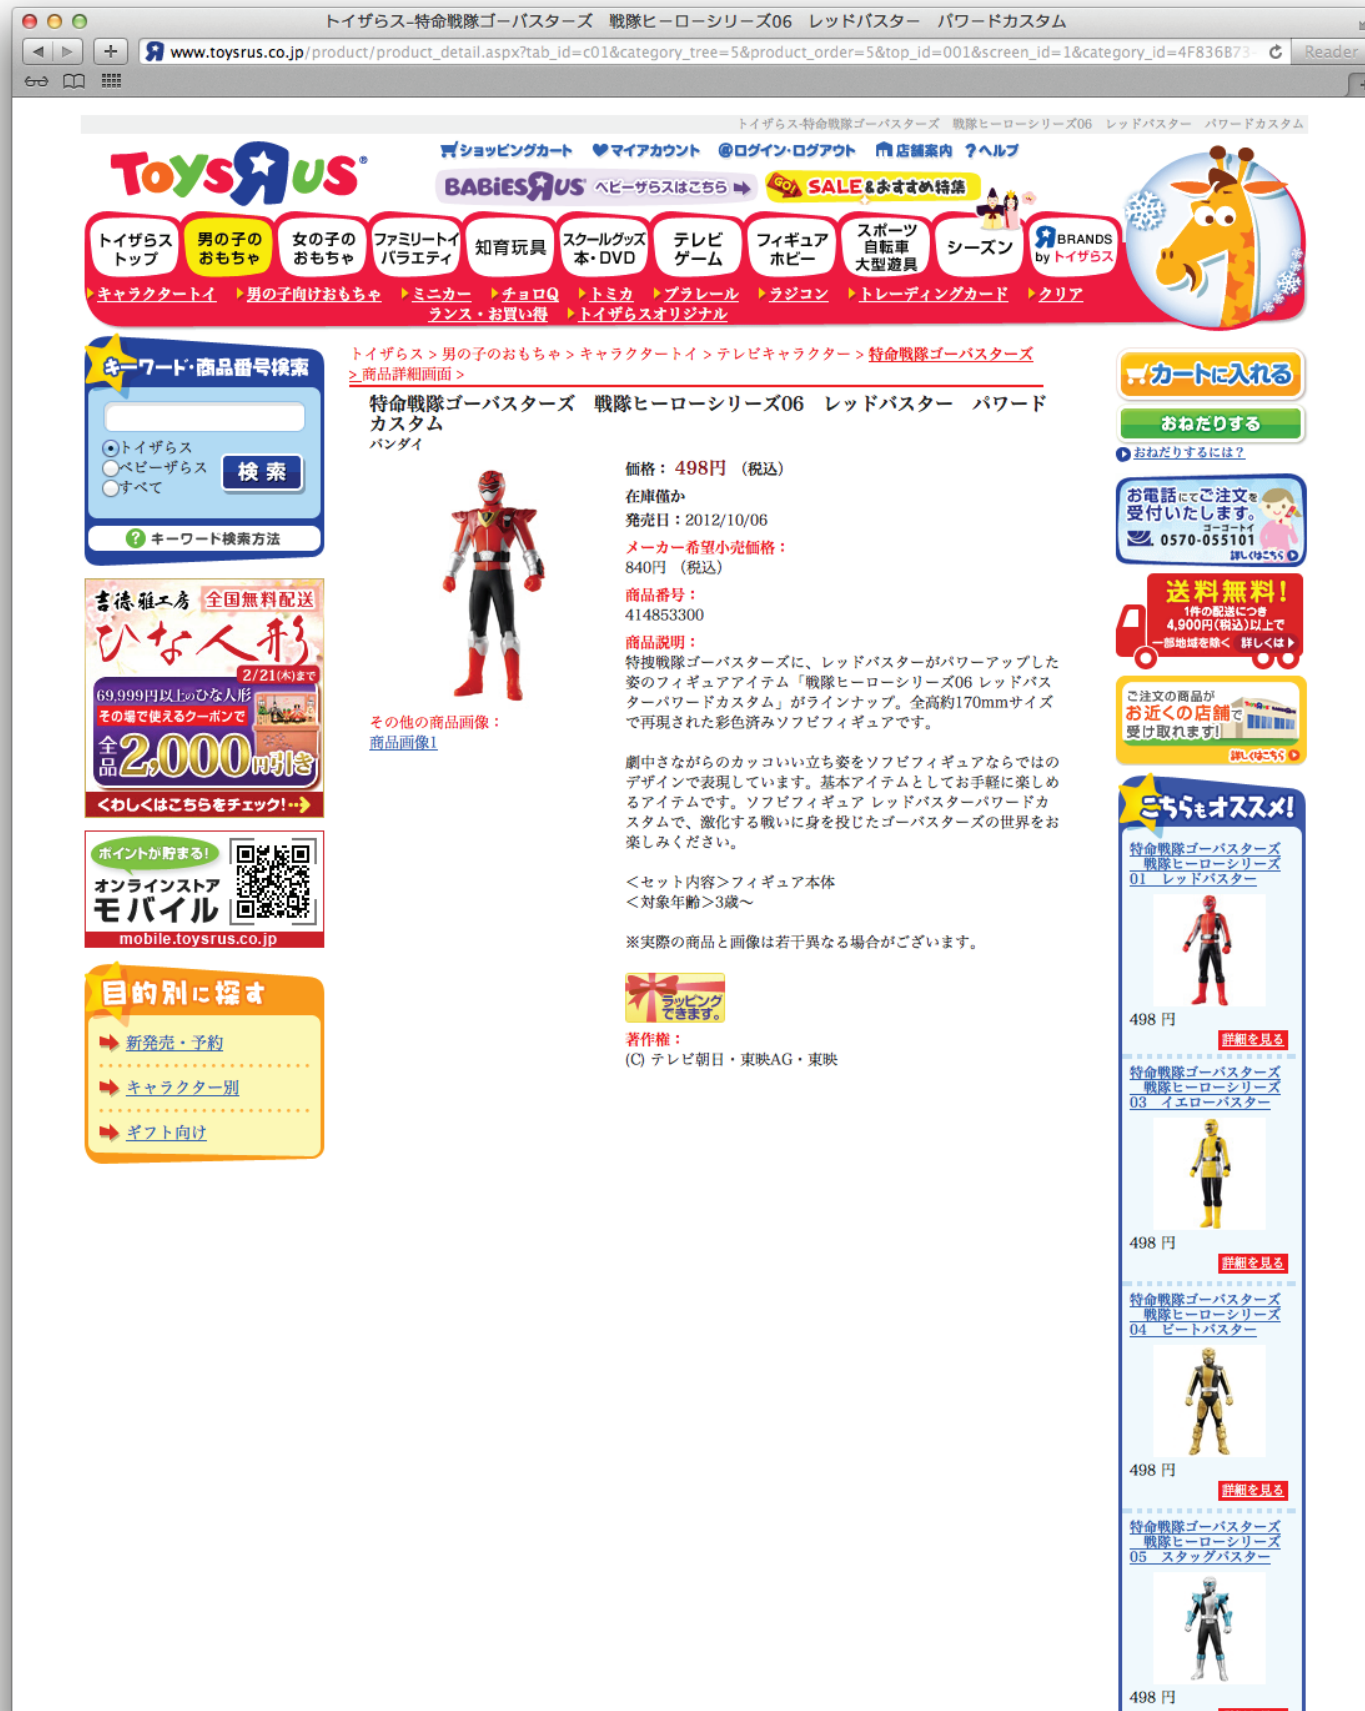 トイザらス-特命戦隊ゴーバスターズ　戦隊ヒーローシリーズ06　レッドバスター　パワードカスタム
www.toysrus.co.jp/product/product_detail.aspx?tab_id=c01&category_tree=5&product_order=5&top_id=001&screen_id=1&category_id=4F836B73-
Reader
トイザらス-特命戦隊ゴーバスターズ　戦隊ヒーローシリーズ06　レッドバスター　パワードカスタム
TOYSЯUS
ショッピングカート マイアカウント ログイン・ログアウト 店舗案内 ?ヘルプ
BABiESЯUS ベビーザらスはこちら
GO! SALE&おすすめ特集
トイザらス
トップ
男の子の
おもちゃ
女の子の
おもちゃ
ファミリートイ
バラエティ
知育玩具
スクールグッズ
本・DVD
テレビ
ゲーム
フィギュア
ホビー
スポーツ
自転車
大型遊具
シーズン
BRANDS
by トイザらス
キャラクタートイ 男の子向けおもちゃ ミニカー チョロQ トミカ プラレール ラジコン トレーディングカード クリア
ランス・お買い得 トイザらスオリジナル
キーワード・商品番号検索
トイザらス
ベビーザらス
すべて
検 索
? キーワード検索方法
吉徳 雅工房 全国無料配送
ひな人形
2/21(木)まで
69,999円以上のひな人形
その場で使えるクーポンで
全品2,000円引き
くわしくはこちらをチェック!
ポイントが貯まる!
オンラインストア
モバイル
mobile.toysrus.co.jp
目的別に探す
新発売・予約
キャラクター別
ギフト向け
トイザらス > 男の子のおもちゃ > キャラクタートイ > テレビキャラクター > 特命戦隊ゴーバスターズ
> 商品詳細画面 >
特命戦隊ゴーバスターズ　戦隊ヒーローシリーズ06　レッドバスター　パワード
カスタム
バンダイ
その他の商品画像：
商品画像1
価格： 498円 （税込）
在庫僅か
発売日：2012/10/06
メーカー希望小売価格：
840円 （税込）
商品番号：
414853300
商品説明：
特捜戦隊ゴーバスターズに、レッドバスターがパワーアップした
姿のフィギュアアイテム「戦隊ヒーローシリーズ06 レッドバス
ターパワードカスタム」がラインナップ。全高約170mmサイズ
で再現された彩色済みソフビフィギュアです。
劇中さながらのカッコいい立ち姿をソフビフィギュアならではの
デザインで表現しています。基本アイテムとしてお手軽に楽しめ
るアイテムです。ソフビフィギュア レッドバスターパワードカ
スタムで、激化する戦いに身を投じたゴーバスターズの世界をお
楽しみください。
＜セット内容＞フィギュア本体
＜対象年齢＞3歳～
※実際の商品と画像は若干異なる場合がございます。
ラッピング
できます。
著作権：
(C) テレビ朝日・東映AG・東映
カートに入れる
おねだりする
おねだりするには？
お電話にてご注文を
受付いたします。
ゴーゴートイ
0570-055101
詳しくはこちら
送料無料!
1件の配送につき
4,900円(税込)以上で
一部地域を除く 詳しくは
ご注文の商品が
お近くの店舗で
受け取れます!
詳しくはこちら
こちらもオススメ!
特命戦隊ゴーバスターズ
戦隊ヒーローシリーズ
01　レッドバスター
498 円
詳細を見る
特命戦隊ゴーバスターズ
戦隊ヒーローシリーズ
03　イエローバスター
498 円
詳細を見る
特命戦隊ゴーバスターズ
戦隊ヒーローシリーズ
04　ビートバスター
498 円
詳細を見る
特命戦隊ゴーバスターズ
戦隊ヒーローシリーズ
05　スタッグバスター
498 円